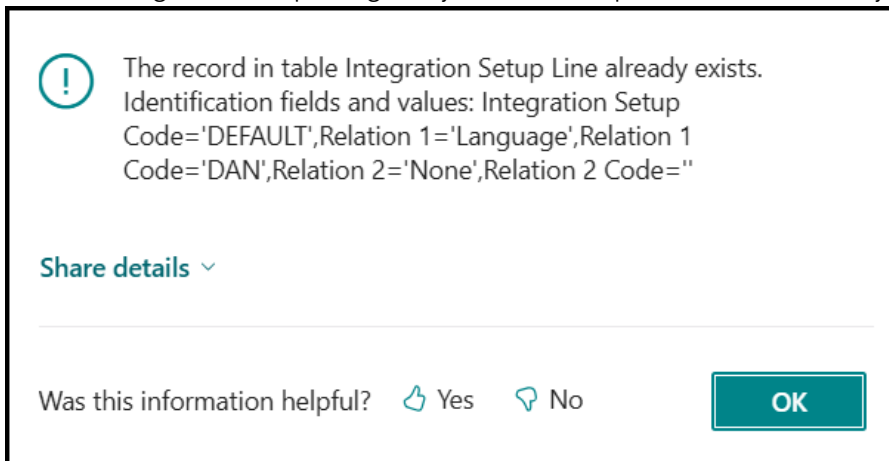 The record in table Integration Setup Line already exists.
Identification fields and values: Integration Setup
Code='DEFAULT',Relation 1='Language',Relation 1
Code='DAN',Relation 2='None',Relation 2 Code=''
Share details
Was this information helpful? Yes No OK